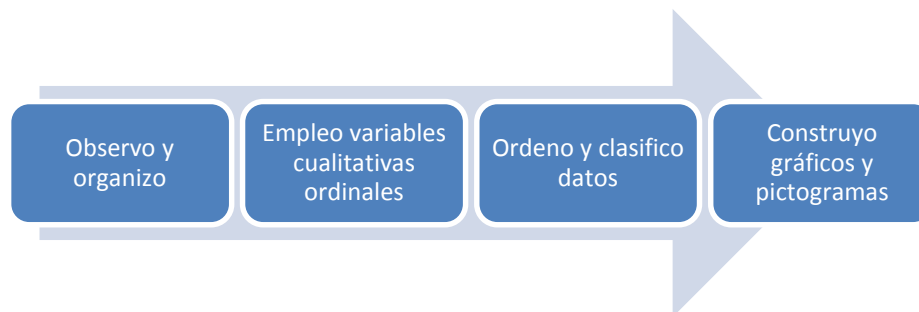 Observo y
organizo
Empleo variables
cualitativas
ordinales
Ordeno y clasifico
datos
Construyo
gráficos y
pictogramas